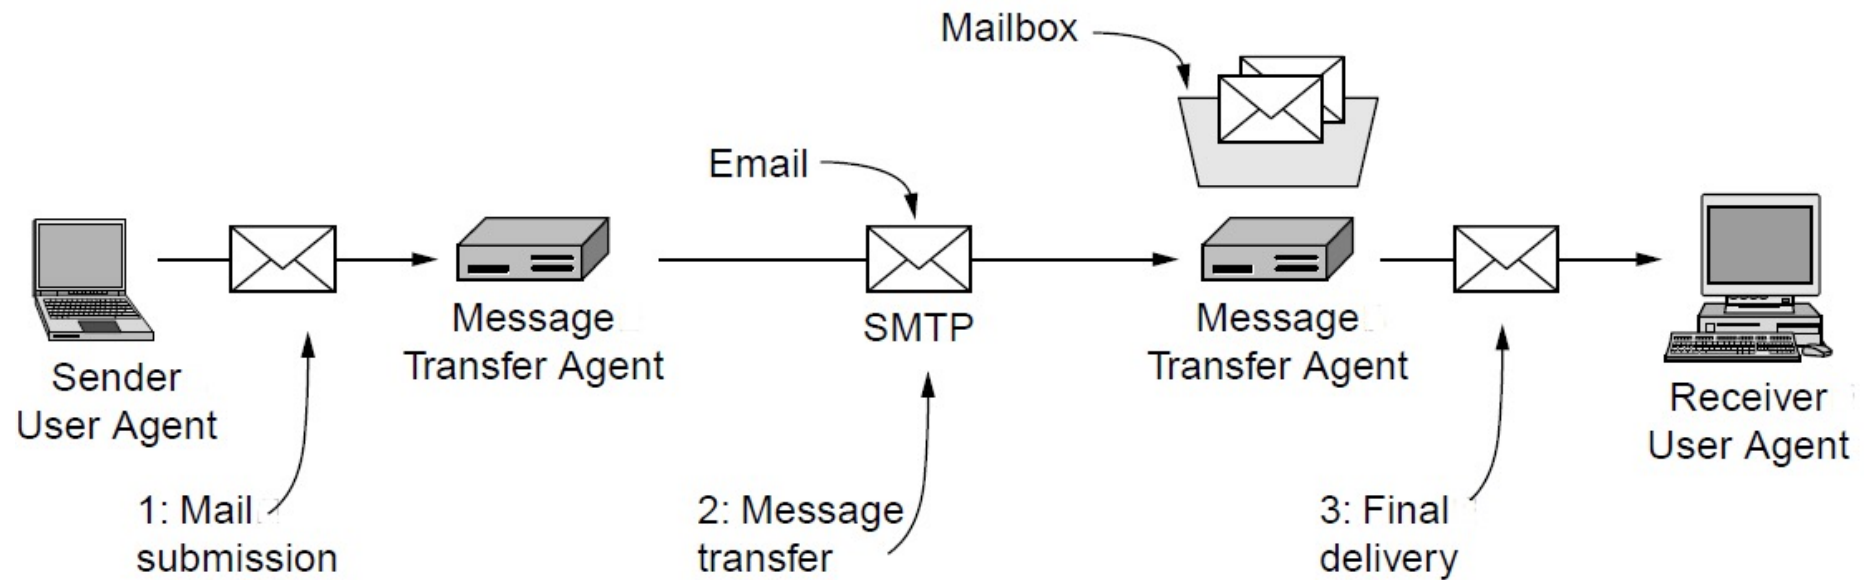 Mailbox
Email
Message
Transfer Agent
SMTP
Message
Transfer Agent
Sender
User Agent
Receiver
User Agent
1: Mail
submission
2: Message
transfer
3: Final
delivery